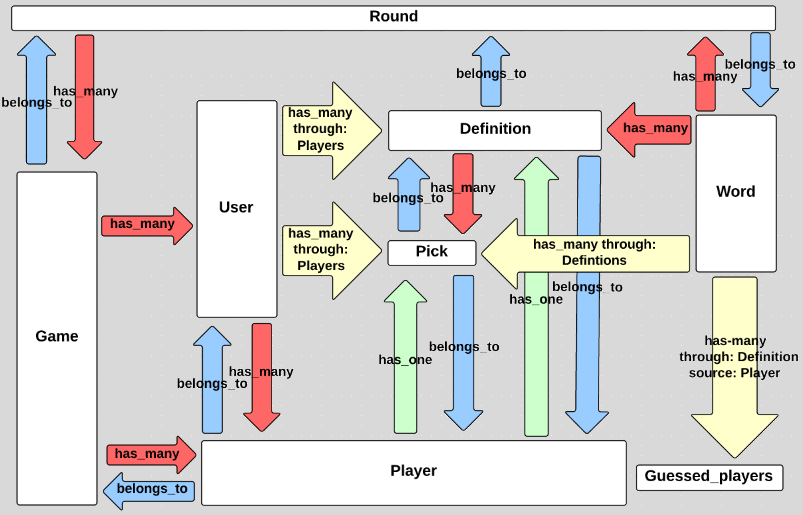 Round
belongs_to
has_many
belongs_to
has_many
belongs_to
has_many
through:
Players
Definition
has_many
User
Word
belongs_to
has_many
has_many
has_many
through:
Players
Pick
has_many through:
Defintions
has_one
belongs_to
Game
belongs_to
has_many
has_one
belongs_to
has-many
through: Definition
source: Player
has_many
belongs_to
Player
Guessed_players